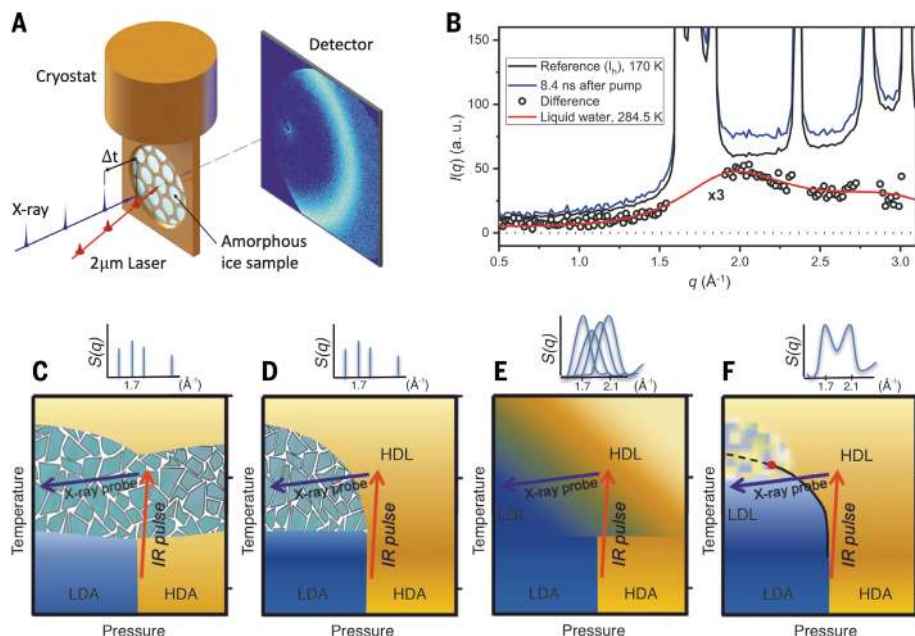 A
Cryostat
Detector
Δt
X-ray
2μm Laser
Amorphous
ice sample
B
I(q) (a. u.)
150
100
50
0
Reference (Ih), 170 K
8.4 ns after pump
Difference
Liquid water, 284.5 K
x3
0.5 1.0 1.5 2.0 2.5 3.0
q (Å-1)
C
S(q)
1.7 (Å-1)
Temperature
X-ray probe
IR pulse
HDL
LDA
HDA
Pressure
D
S(q)
1.7 (Å-1)
Temperature
X-ray probe
IR pulse
HDL
LDA
HDA
Pressure
E
S(q)
1.7 2.1 (Å-1)
Temperature
X-ray probe
IR pulse
HDL
LDL
LDA
HDA
Pressure
F
S(q)
1.7 2.1 (Å-1)
Temperature
X-ray probe
IR pulse
HDL
LDL
LDA
HDA
Pressure